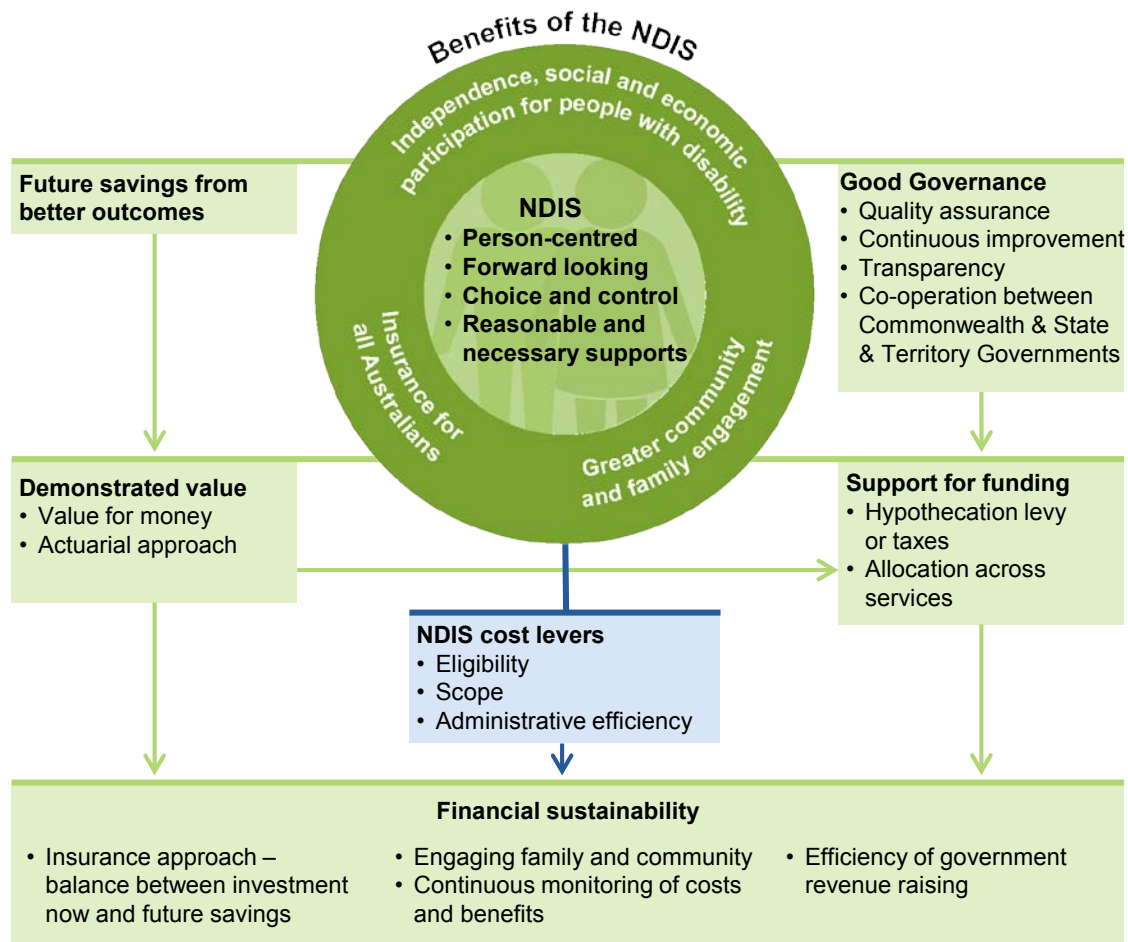 Benefits of the NDIS
Independence, social and economic
participation for people with disability
Insurance for
all Australians
Greater community
and family engagement
NDIS
• Person-centred
• Forward looking
• Choice and control
• Reasonable and
necessary supports
Future savings from
better outcomes
Good Governance
• Quality assurance
• Continuous improvement
• Transparency
• Co-operation between
Commonwealth & State
& Territory Governments
Demonstrated value
• Value for money
• Actuarial approach
Support for funding
• Hypothecation levy
or taxes
• Allocation across
services
NDIS cost levers
• Eligibility
• Scope
• Administrative efficiency
Financial sustainability
• Insurance approach –
balance between investment
now and future savings
• Engaging family and community
• Continuous monitoring of costs
and benefits
• Efficiency of government
revenue raising